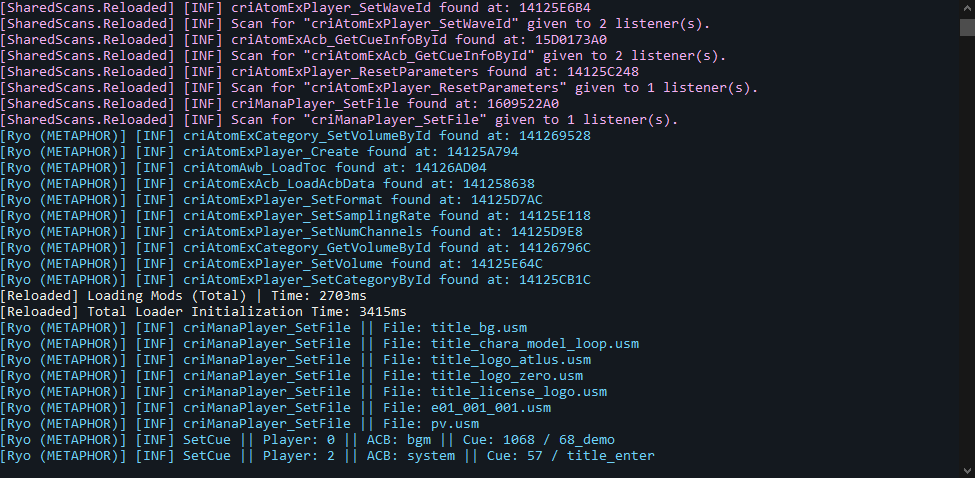 [SharedScans.Reloaded] [INF] criAtomExPlayer_SetWaveId found at: 14125E6B4
[SharedScans.Reloaded] [INF] Scan for "criAtomExPlayer_SetWaveId" given to 2 listener(s).
[SharedScans.Reloaded] [INF] criAtomExAcb_GetCueInfoById found at: 15D0173A0
[SharedScans.Reloaded] [INF] Scan for "criAtomExAcb_GetCueInfoById" given to 2 listener(s).
[SharedScans.Reloaded] [INF] criAtomExPlayer_ResetParameters found at: 14125C248
[SharedScans.Reloaded] [INF] Scan for "criAtomExPlayer_ResetParameters" given to 1 listener(s).
[SharedScans.Reloaded] [INF] criManaPlayer_SetFile found at: 1609522A0
[SharedScans.Reloaded] [INF] Scan for "criManaPlayer_SetFile" given to 1 listener(s).
[Ryo (METAPHOR)] [INF] criAtomExCategory_SetVolumeById found at: 141269528
[Ryo (METAPHOR)] [INF] criAtomExPlayer_Create found at: 14125A794
[Ryo (METAPHOR)] [INF] criAtomAwb_LoadToc found at: 14126AD04
[Ryo (METAPHOR)] [INF] criAtomExAcb_LoadAcbData found at: 141258638
[Ryo (METAPHOR)] [INF] criAtomExPlayer_SetFormat found at: 14125D7AC
[Ryo (METAPHOR)] [INF] criAtomExPlayer_SetSamplingRate found at: 14125E118
[Ryo (METAPHOR)] [INF] criAtomExPlayer_SetNumChannels found at: 14125D9E8
[Ryo (METAPHOR)] [INF] criAtomExCategory_GetVolumeById found at: 14126796C
[Ryo (METAPHOR)] [INF] criAtomExPlayer_SetVolume found at: 14125E64C
[Ryo (METAPHOR)] [INF] criAtomExPlayer_SetCategoryById found at: 14125CB1C
[Reloaded] Loading Mods (Total) | Time: 2703ms
[Reloaded] Total Loader Initialization Time: 3415ms
[Ryo (METAPHOR)] [INF] criManaPlayer_SetFile || File: title_bg.usm
[Ryo (METAPHOR)] [INF] criManaPlayer_SetFile || File: title_chara_model_loop.usm
[Ryo (METAPHOR)] [INF] criManaPlayer_SetFile || File: title_logo_atlus.usm
[Ryo (METAPHOR)] [INF] criManaPlayer_SetFile || File: title_logo_zero.usm
[Ryo (METAPHOR)] [INF] criManaPlayer_SetFile || File: title_license_logo.usm
[Ryo (METAPHOR)] [INF] criManaPlayer_SetFile || File: e01_001_001.usm
[Ryo (METAPHOR)] [INF] criManaPlayer_SetFile || File: pv.usm
[Ryo (METAPHOR)] [INF] SetCue || Player: 0 || ACB: bgm || Cue: 1068 / 68_demo
[Ryo (METAPHOR)] [INF] SetCue || Player: 2 || ACB: system || Cue: 57 / title_enter